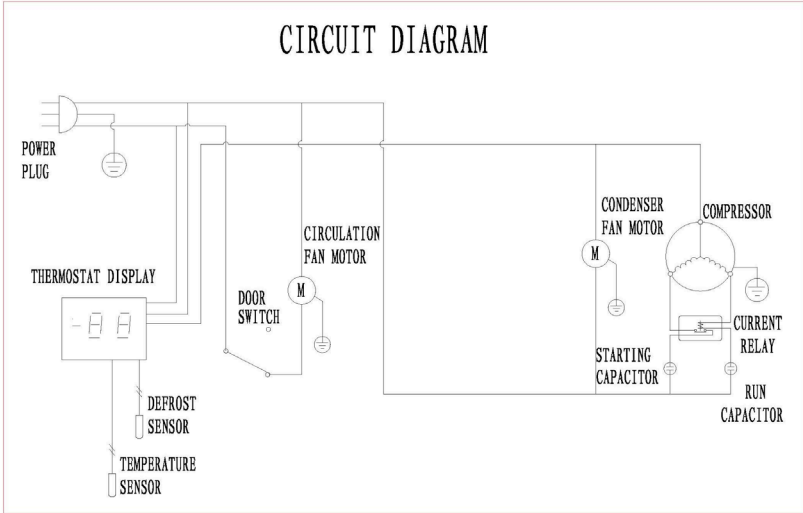 CIRCUIT DIAGRAM
POWER
PLUG
THERMOSTAT DISPLAY
-88
DEFROST
SENSOR
TEMPERATURE
SENSOR
DOOR
SWITCH
CIRCULATION
FAN MOTOR
M
CONDENSER
FAN MOTOR
M
COMPRESSOR
CURRENT
RELAY
STARTING
CAPACITOR
RUN
CAPACITOR